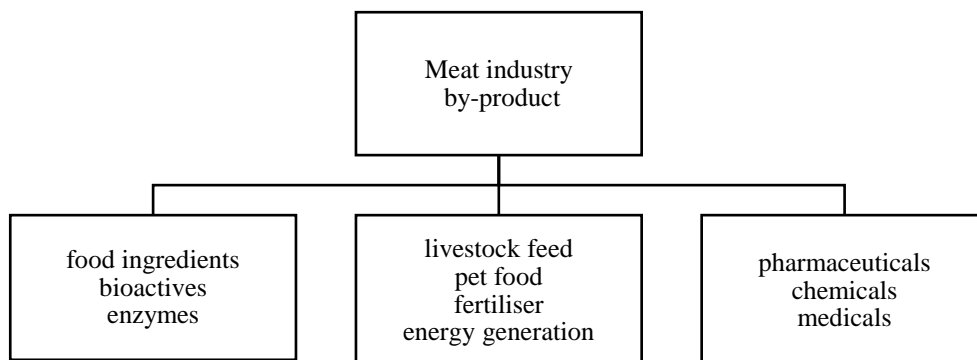 Meat industry
by-product
food ingredients
bioactives
enzymes
livestock feed
pet food
fertiliser
energy generation
pharmaceuticals
chemicals
medicals